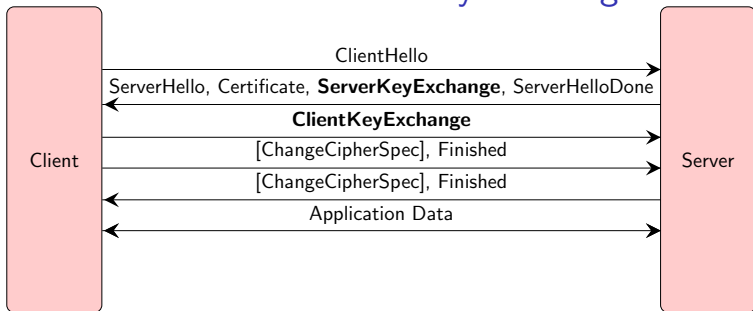 ClientHello
ServerHello, Certificate, ServerKeyExchange, ServerHelloDone
ClientKeyExchange
[ChangeCipherSpec], Finished
Client
Server
[ChangeCipherSpec], Finished
Application Data